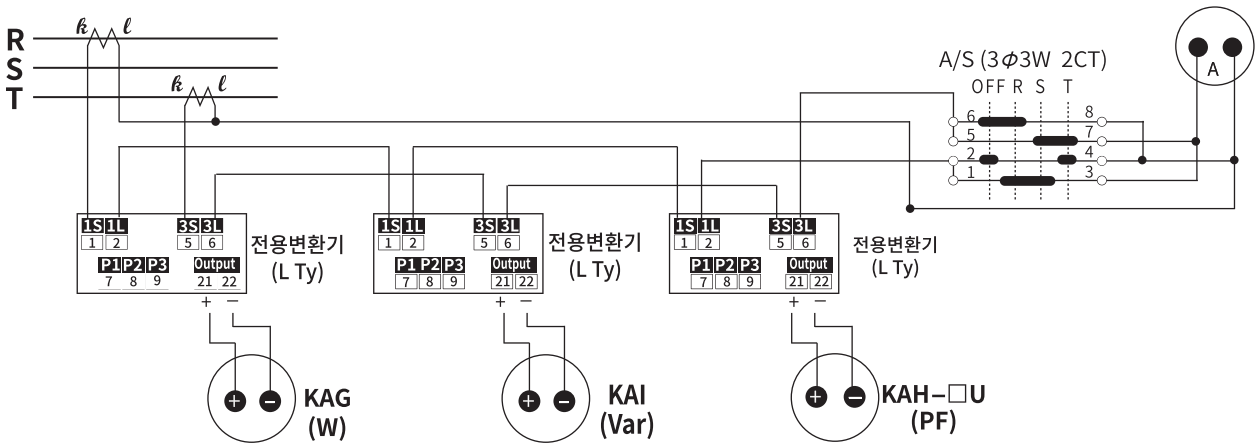 k l
R
S
k l
T
A
A/S (3Φ3W 2CT)
OFF R S T
6 8
5 7
2 4
1 3
1S 1L 3S 3L
1 2 5 6
P1 P2 P3 Output
7 8 9 21 22
+ −
전용변환기
(L Ty)
1S 1L 3S 3L
1 2 5 6
P1 P2 P3 Output
7 8 9 21 22
+ −
전용변환기
(L Ty)
1S 1L 3S 3L
1 2 5 6
P1 P2 P3 Output
7 8 9 21 22
+ −
전용변환기
(L Ty)
+ −
KAG
(W)
+ −
KAI
(Var)
+ −
KAH−□U
(PF)